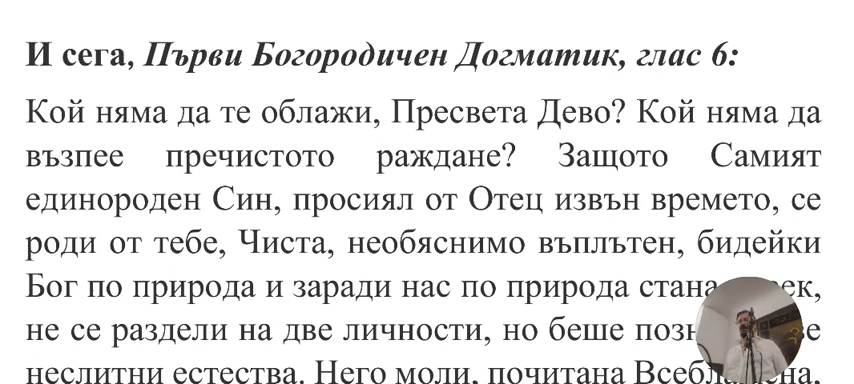 И сега, Първи Богородичен Догматик, глас 6:
Кой няма да те облажи, Пресвета Дево? Кой няма да
възпее пречистото раждане? Защото Самият
единороден Син, просиял от Отец извън времето, се
роди от тебе, Чиста, необяснимо въплътен, бидейки
Бог по природа и заради нас по природа стана
не се раздели на две личности, но беше
неслитни естества. Него моли, почитана